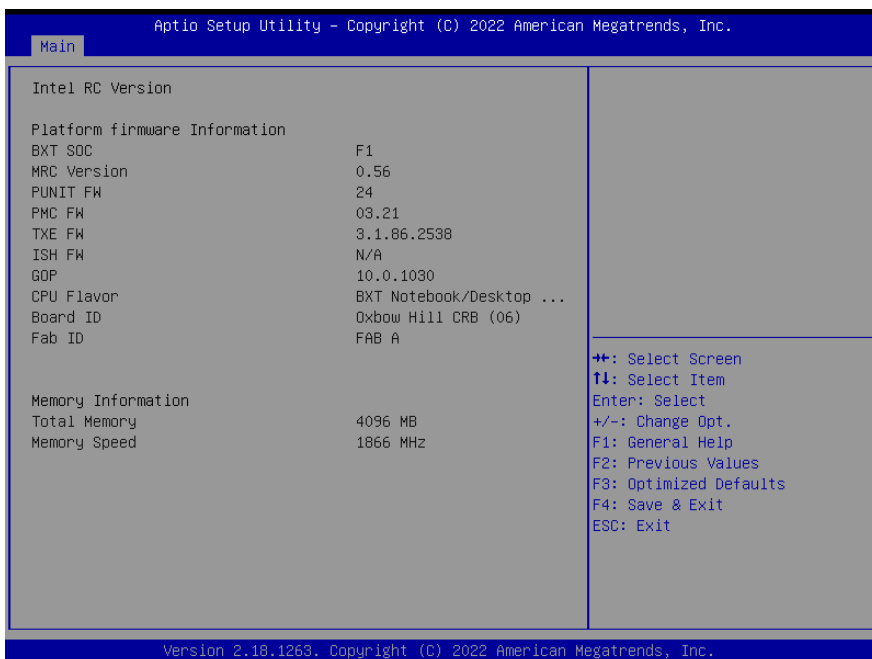 Aptio Setup Utility – Copyright (C) 2022 American Megatrends, Inc.
Main
Intel RC Version
Platform firmware Information
BXT SOC F1
MRC Version 0.56
PUNIT FW 24
PMC FW 03.21
TXE FW 3.1.86.2538
ISH FW N/A
GOP 10.0.1030
CPU Flavor BXT Notebook/Desktop ...
Board ID Oxbow Hill CRB (06)
Fab ID FAB A
Memory Information
Total Memory 4096 MB
Memory Speed 1866 MHz
→←: Select Screen
↑↓: Select Item
Enter: Select
+/-: Change Opt.
F1: General Help
F2: Previous Values
F3: Optimized Defaults
F4: Save & Exit
ESC: Exit
Version 2.18.1263. Copyright (C) 2022 American Megatrends, Inc.